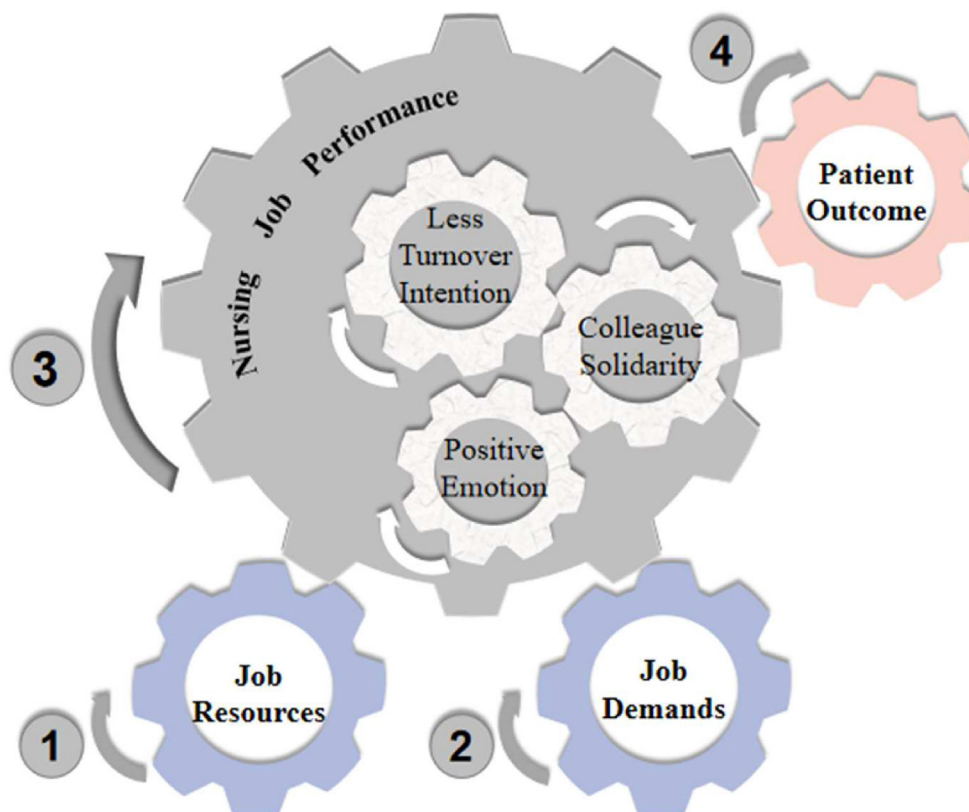 4
Nursing Job Performance
Patient
Outcome
Less
Turnover
Intention
Colleague
Solidarity
3
Positive
Emotion
Job
Resources
Job
Demands
1
2